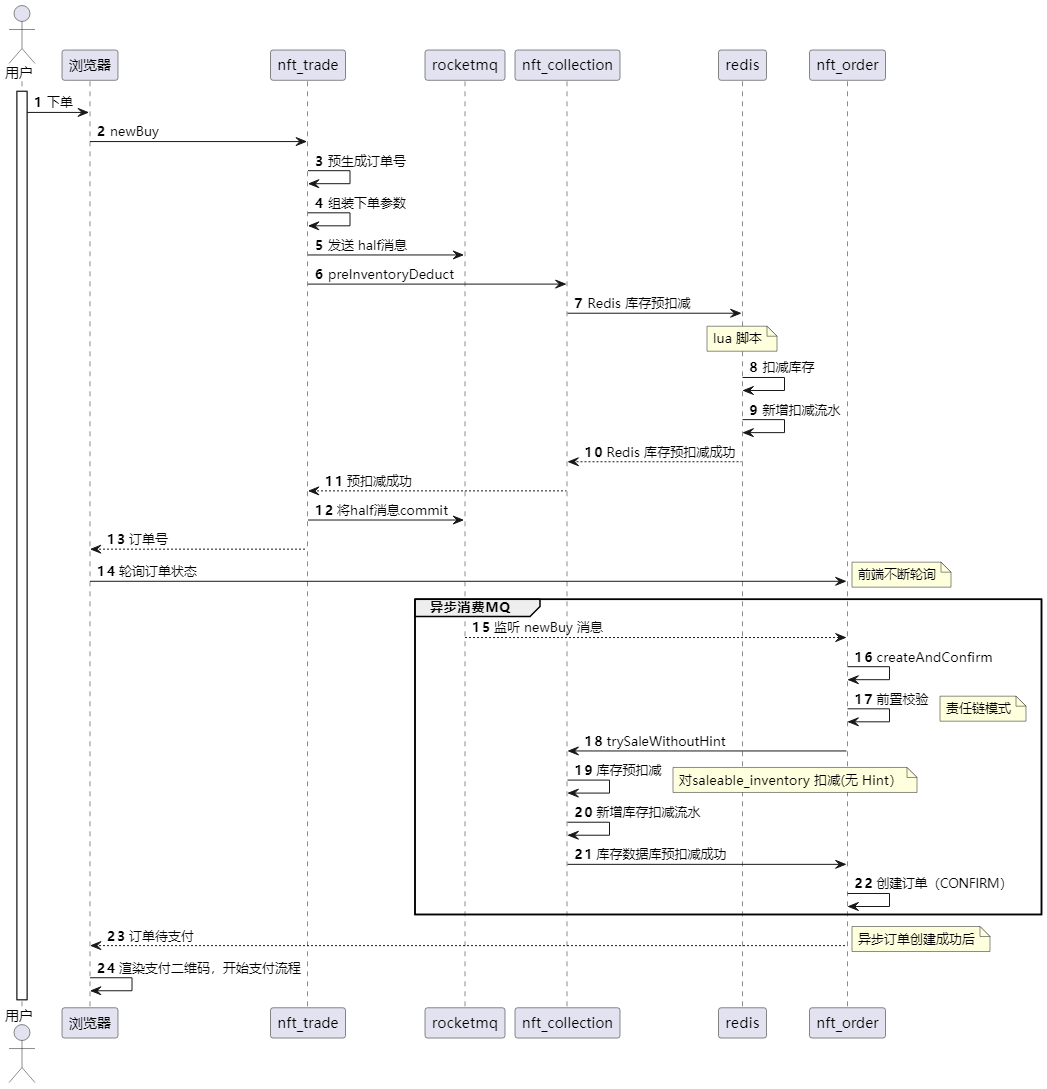 用户
浏览器
nft_trade
rocketmq
nft_collection
redis
nft_order
1 下单
2 newBuy
3 预生成订单号
4 组装下单参数
5 发送 half消息
6 preInventoryDeduct
7 Redis 库存预扣减
lua 脚本
8 扣减库存
9 新增扣减流水
10 Redis 库存预扣减成功
11 预扣减成功
12 将half消息commit
13 订单号
14 轮询订单状态
前端不断轮询
异步消费MQ
15 监听 newBuy 消息
16 createAndConfirm
17 前置校验
责任链模式
18 trySaleWithoutHint
19 库存预扣减
对saleable_inventory 扣减(无 Hint）
20 新增库存扣减流水
21 库存数据库预扣减成功
22 创建订单（CONFIRM）
23 订单待支付
异步订单创建成功后
24 渲染支付二维码，开始支付流程
用户
浏览器
nft_trade
rocketmq
nft_collection
redis
nft_order